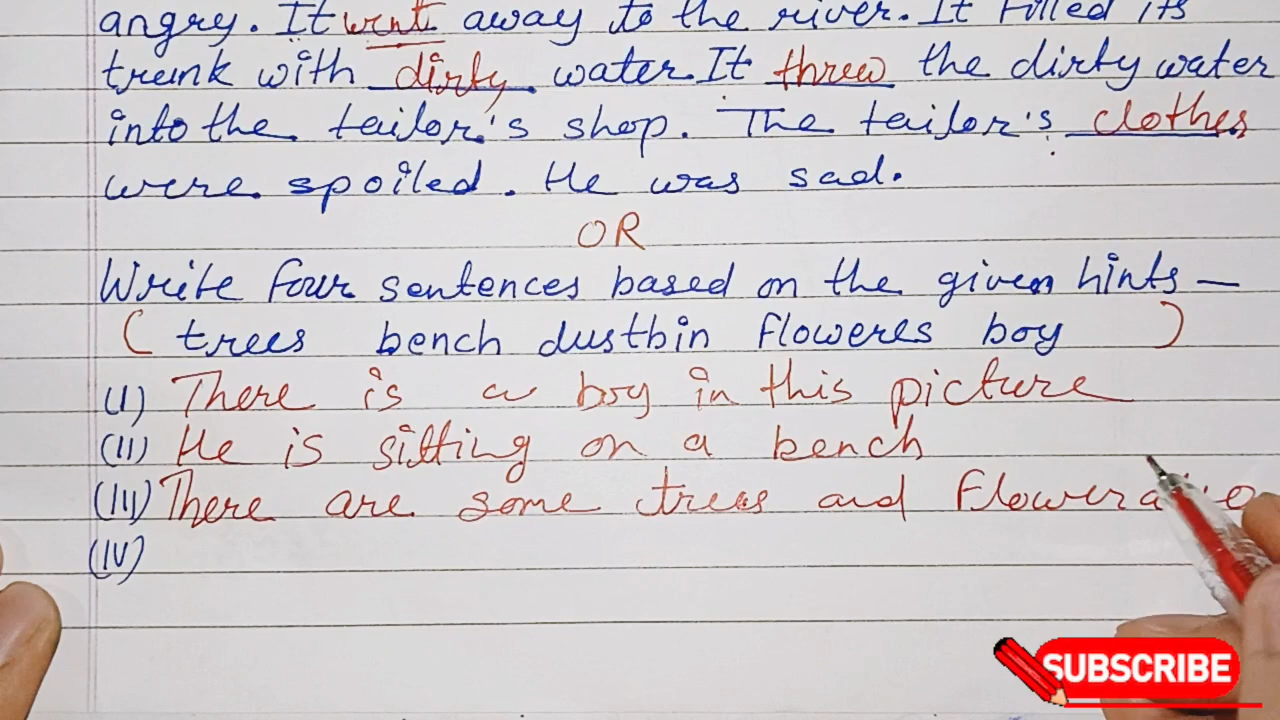 angry. It went away to the river. It filled its
trunk with dirty water. It threw the dirty water
into the tailor's shop. The tailor's clothes
were spoiled. He was sad.
OR
Write four sentences based on the given hints —
( trees bench dustbin floweres boy )
(I) There is a boy in this picture
(II) He is sitting on a bench
(III) There are some trees and flowers
(IV)
SUBSCRIBE